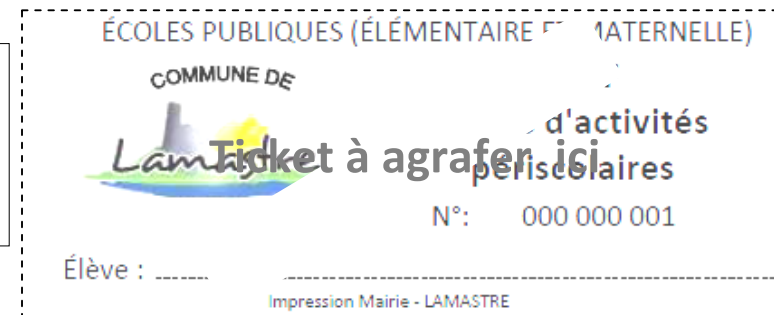 ÉCOLES PUBLIQUES (ÉLÉMENTAIRE ET MATERNELLE)
COMMUNE DE
Lamastre
d'activités
périscolaires
Ticket à agrafer ici
N°: 000 000 001
Élève :
Impression Mairie - LAMASTRE